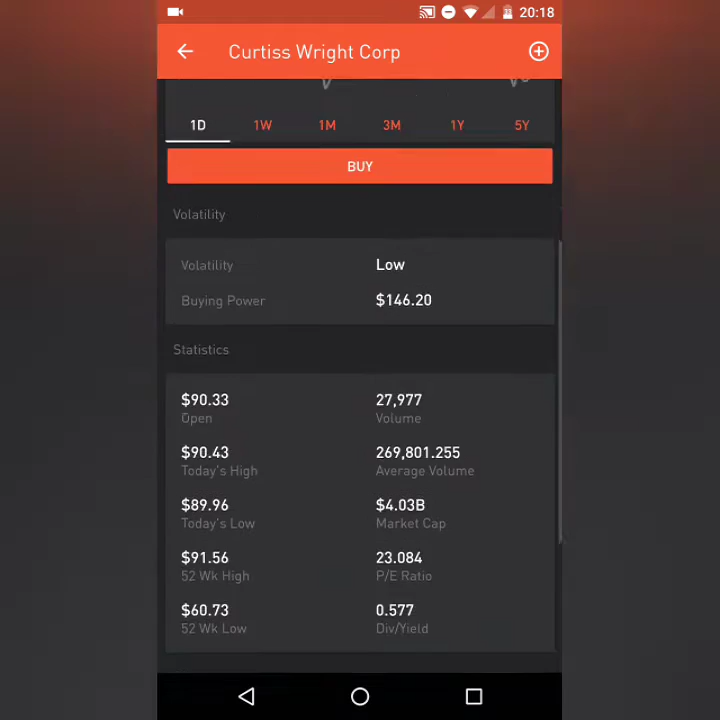 20:18
Curtiss Wright Corp
1D 1W 1M 3M 1Y 5Y
BUY
Volatility
Volatility Low
Buying Power $146.20
Statistics
$90.33 27,977
Open Volume
$90.43 269,801.255
Today's High Average Volume
$89.96 $4.03B
Today's Low Market Cap
$91.56 23.084
52 Wk High P/E Ratio
$60.73 0.577
52 Wk Low Div/Yield